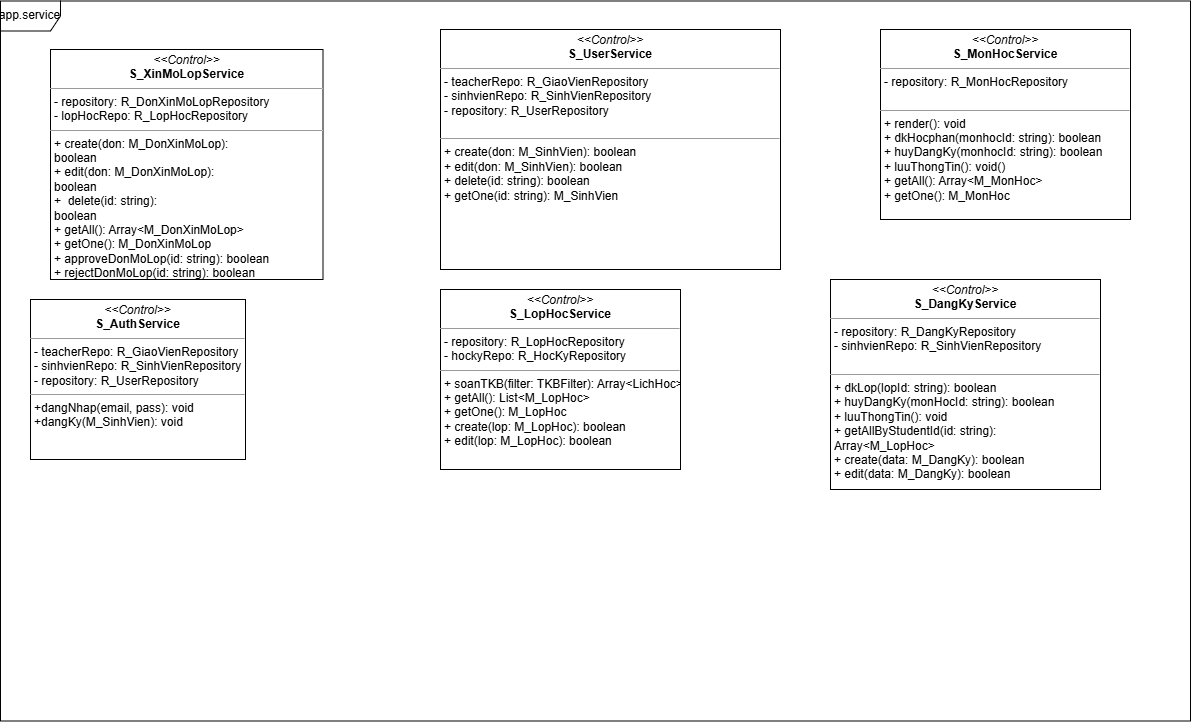 app.service
<<Control>>
S_XinMoLopService
- repository: R_DonXinMoLopRepository
- lopHocRepo: R_LopHocRepository
+ create(don: M_DonXinMoLop):
boolean
+ edit(don: M_DonXinMoLop):
boolean
+  delete(id: string):
boolean
+ getAll(): Array<M_DonXinMoLop>
+ getOne(): M_DonXinMoLop
+ approveDonMoLop(id: string): boolean
+ rejectDonMoLop(id: string): boolean
<<Control>>
S_UserService
- teacherRepo: R_GiaoVienRepository
- sinhvienRepo: R_SinhVienRepository
- repository: R_UserRepository
+ create(don: M_SinhVien): boolean
+ edit(don: M_SinhVien): boolean
+ delete(id: string): boolean
+ getOne(id: string): M_SinhVien
<<Control>>
S_MonHocService
- repository: R_MonHocRepository
+ render(): void
+ dkHocphan(monhocId: string): boolean
+ huyDangKy(monhocId: string): boolean
+ luuThongTin(): void()
+ getAll(): Array<M_MonHoc>
+ getOne(): M_MonHoc
<<Control>>
S_AuthService
- teacherRepo: R_GiaoVienRepository
- sinhvienRepo: R_SinhVienRepository
- repository: R_UserRepository
+dangNhap(email, pass): void
+dangKy(M_SinhVien): void
<<Control>>
S_LopHocService
- repository: R_LopHocRepository
- hockyRepo: R_HocKyRepository
+ soanTKB(filter: TKBFilter): Array<LichHoc>
+ getAll(): List<M_LopHoc>
+ getOne(): M_LopHoc
+ create(lop: M_LopHoc): boolean
+ edit(lop: M_LopHoc): boolean
<<Control>>
S_DangKyService
- repository: R_DangKyRepository
- sinhvienRepo: R_SinhVienRepository
+ dkLop(lopId: string): boolean
+ huyDangKy(monHocId: string): boolean
+ luuThongTin(): void
+ getAllByStudentId(id: string):
Array<M_LopHoc>
+ create(data: M_DangKy): boolean
+ edit(data: M_DangKy): boolean